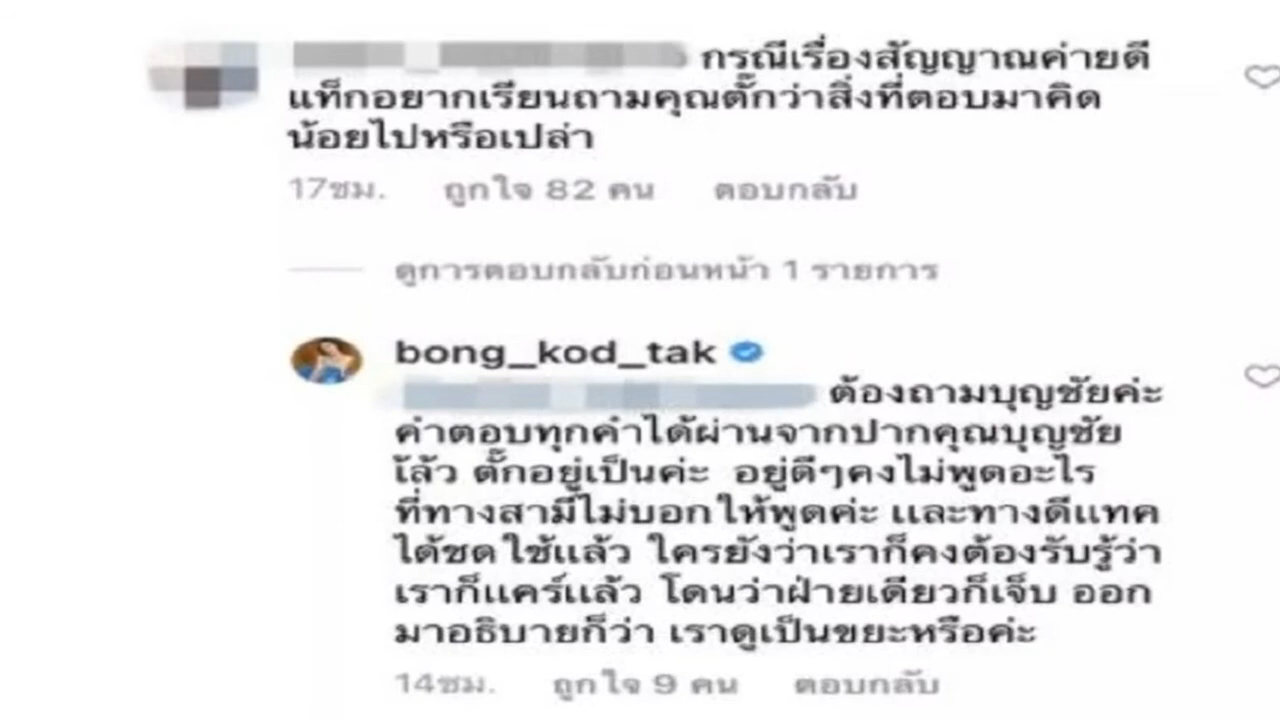 กรณีเรื่องสัญญาณค่ายดี
แท็กอยากเรียนถามคุณตั๊กว่าสิ่งที่ตอบมาคิด
น้อยไปหรือเปล่า
17ชม. ถูกใจ 82 คน ตอบกลับ
ดูการตอบกลับก่อนหน้า 1 รายการ
bong_kod_tak
ต้องถามบุญชัยค่ะ
คำตอบทุกคำได้ผ่านจากปากคุณบุญชัย
เ้ล้ว ตั๊กอยู่เป็นค่ะ อยู่ดีๆคงไม่พูดอะไร
ที่ทางสามีไม่บอกให้พูดค่ะ และทางดีแทค
ได้ชดใช้แล้ว ใครยังว่าเราก็คงต้องรับรู้ว่า
เราก็แคร์แล้ว โดนว่าฝ่ายเดียวก็เจ็บ ออก
มาอธิบายก็ว่า เราดูเป็นขยะหรือค่ะ
14ชม. ถูกใจ 9 คน ตอบกลับ